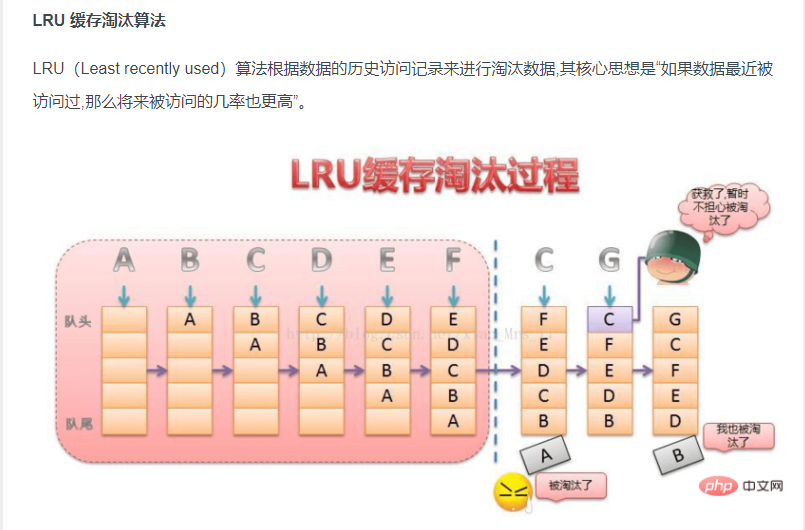 LRU 缓存淘汰算法
LRU（Least recently used）算法根据数据的历史访问记录来进行淘汰数据,其核心思想是“如果数据最近被
访问过,那么将来被访问的几率也更高”。
LRU缓存淘汰过程
获救了,暂时
不担心被淘
汰了
A B C D E F C G
队头 A B C D E F C G
A B C D E F C
A B C D E F
A B C D E
队尾 A B B D
A B
我也被淘
汰了
被淘汰了
php 中文网